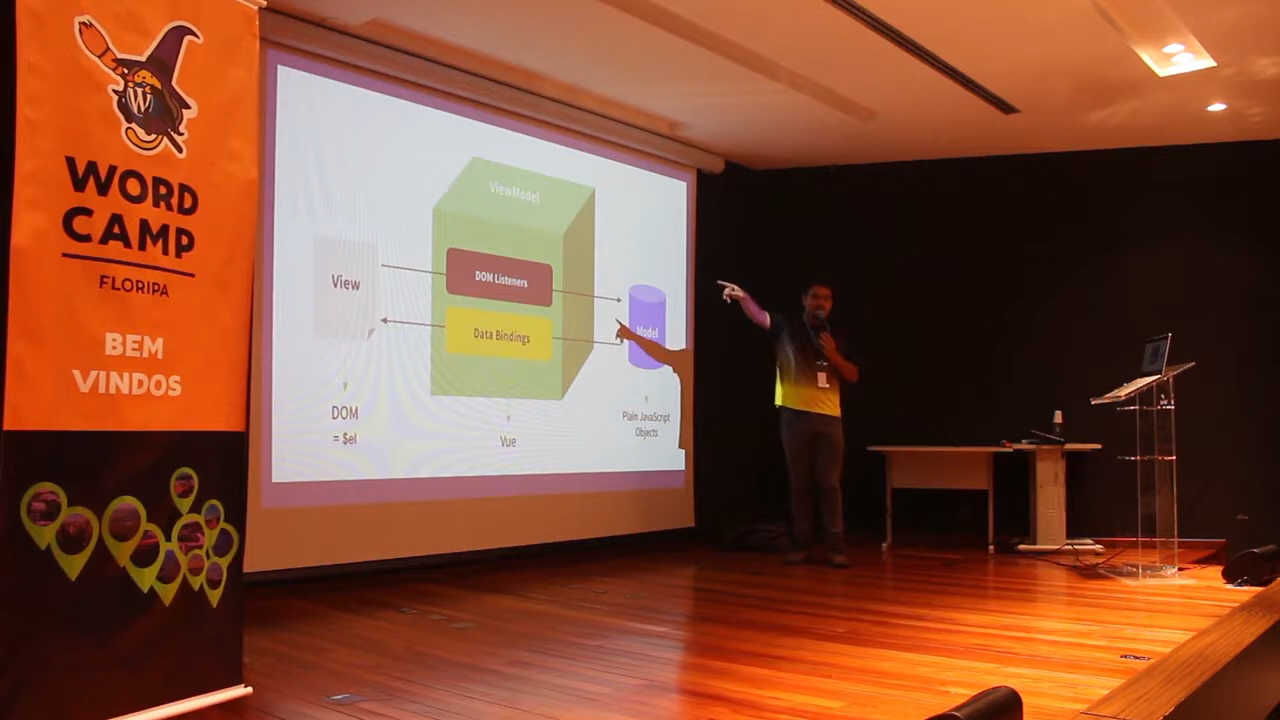 WORD
CAMP
FLORIPA
BEM
VINDOS
ViewModel
View
DOM Listeners
Data Bindings
Model
DOM
= $el
Vue
Plain JavaScript
Objects